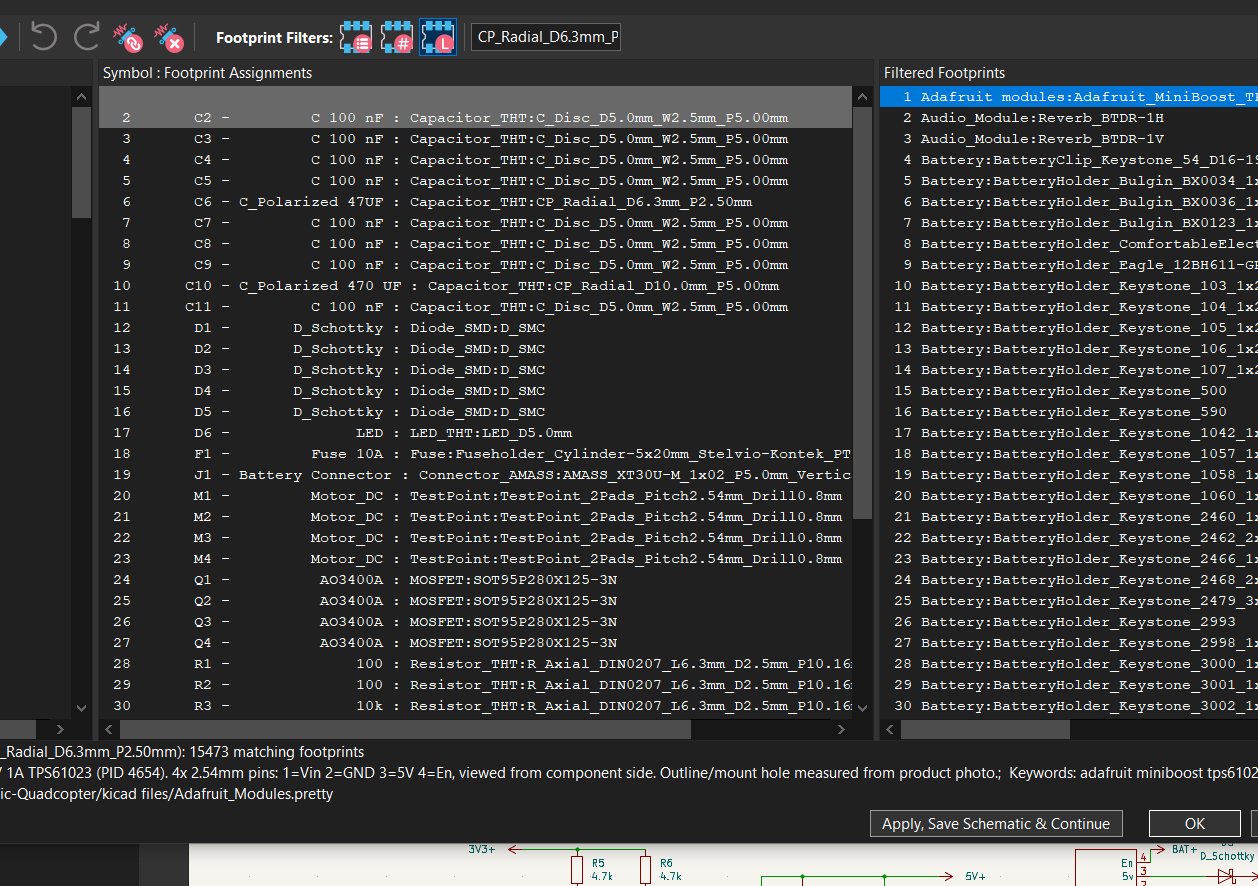 Footprint Filters: CP_Radial_D6.3mm_P
Symbol : Footprint Assignments
2 C2 - C 100 nF : Capacitor_THT:C_Disc_D5.0mm_W2.5mm_P5.00mm
3 C3 - C 100 nF : Capacitor_THT:C_Disc_D5.0mm_W2.5mm_P5.00mm
4 C4 - C 100 nF : Capacitor_THT:C_Disc_D5.0mm_W2.5mm_P5.00mm
5 C5 - C 100 nF : Capacitor_THT:C_Disc_D5.0mm_W2.5mm_P5.00mm
6 C6 - C_Polarized 47UF : Capacitor_THT:CP_Radial_D6.3mm_P2.50mm
7 C7 - C 100 nF : Capacitor_THT:C_Disc_D5.0mm_W2.5mm_P5.00mm
8 C8 - C 100 nF : Capacitor_THT:C_Disc_D5.0mm_W2.5mm_P5.00mm
9 C9 - C 100 nF : Capacitor_THT:C_Disc_D5.0mm_W2.5mm_P5.00mm
10 C10 - C_Polarized 470 UF : Capacitor_THT:CP_Radial_D10.0mm_P5.00mm
11 C11 - C 100 nF : Capacitor_THT:C_Disc_D5.0mm_W2.5mm_P5.00mm
12 D1 - D_Schottky : Diode_SMD:D_SMC
13 D2 - D_Schottky : Diode_SMD:D_SMC
14 D3 - D_Schottky : Diode_SMD:D_SMC
15 D4 - D_Schottky : Diode_SMD:D_SMC
16 D5 - D_Schottky : Diode_SMD:D_SMC
17 D6 - LED : LED_THT:LED_D5.0mm
18 F1 - Fuse 10A : Fuse:Fuseholder_Cylinder-5x20mm_Stelvio-Kontek_PT
19 J1 - Battery Connector : Connector_AMASS:AMASS_XT30U-M_1x02_P5.0mm_Vertic
20 M1 - Motor_DC : TestPoint:TestPoint_2Pads_Pitch2.54mm_Drill0.8mm
21 M2 - Motor_DC : TestPoint:TestPoint_2Pads_Pitch2.54mm_Drill0.8mm
22 M3 - Motor_DC : TestPoint:TestPoint_2Pads_Pitch2.54mm_Drill0.8mm
23 M4 - Motor_DC : TestPoint:TestPoint_2Pads_Pitch2.54mm_Drill0.8mm
24 Q1 - AO3400A : MOSFET:SOT95P280X125-3N
25 Q2 - AO3400A : MOSFET:SOT95P280X125-3N
26 Q3 - AO3400A : MOSFET:SOT95P280X125-3N
27 Q4 - AO3400A : MOSFET:SOT95P280X125-3N
28 R1 - 100 : Resistor_THT:R_Axial_DIN0207_L6.3mm_D2.5mm_P10.16
29 R2 - 100 : Resistor_THT:R_Axial_DIN0207_L6.3mm_D2.5mm_P10.16
30 R3 - 10k : Resistor_THT:R_Axial_DIN0207_L6.3mm_D2.5mm_P10.16
Filtered Footprints
1 Adafruit modules:Adafruit_MiniBoost_T
2 Audio_Module:Reverb_BTDR-1H
3 Audio_Module:Reverb_BTDR-1V
4 Battery:BatteryClip_Keystone_54_D16-19
5 Battery:BatteryHolder_Bulgin_BX0034_1x
6 Battery:BatteryHolder_Bulgin_BX0036_1x
7 Battery:BatteryHolder_Bulgin_BX0123_1x
8 Battery:BatteryHolder_ComfortableElect
9 Battery:BatteryHolder_Eagle_12BH611-G
10 Battery:BatteryHolder_Keystone_103_1x2
11 Battery:BatteryHolder_Keystone_104_1x2
12 Battery:BatteryHolder_Keystone_105_1x2
13 Battery:BatteryHolder_Keystone_106_1x2
14 Battery:BatteryHolder_Keystone_107_1x2
15 Battery:BatteryHolder_Keystone_500
16 Battery:BatteryHolder_Keystone_590
17 Battery:BatteryHolder_Keystone_1042_1x
18 Battery:BatteryHolder_Keystone_1057_1x
19 Battery:BatteryHolder_Keystone_1058_1x
20 Battery:BatteryHolder_Keystone_1060_1x
21 Battery:BatteryHolder_Keystone_2460_1x
22 Battery:BatteryHolder_Keystone_2462_2x
23 Battery:BatteryHolder_Keystone_2466_1x
24 Battery:BatteryHolder_Keystone_2468_2x
25 Battery:BatteryHolder_Keystone_2479_3x
26 Battery:BatteryHolder_Keystone_2993
27 Battery:BatteryHolder_Keystone_2998_1x
28 Battery:BatteryHolder_Keystone_3000_1x
29 Battery:BatteryHolder_Keystone_3001_1x
30 Battery:BatteryHolder_Keystone_3002_1x
_Radial_D6.3mm_P2.50mm): 15473 matching footprints
1A TPS61023 (PID 4654). 4x 2.54mm pins: 1=Vin 2=GND 3=5V 4=En, viewed from component side. Outline/mount hole measured from product photo.; Keywords: adafruit miniboost tps6102
ic-Quadcopter/kicad files/Adafruit_Modules.pretty
Apply, Save Schematic & Continue
OK
3V3+
R5
4.7k
R6
4.7k
5V+
En
5v
4
3
BAT+
D_Schottky